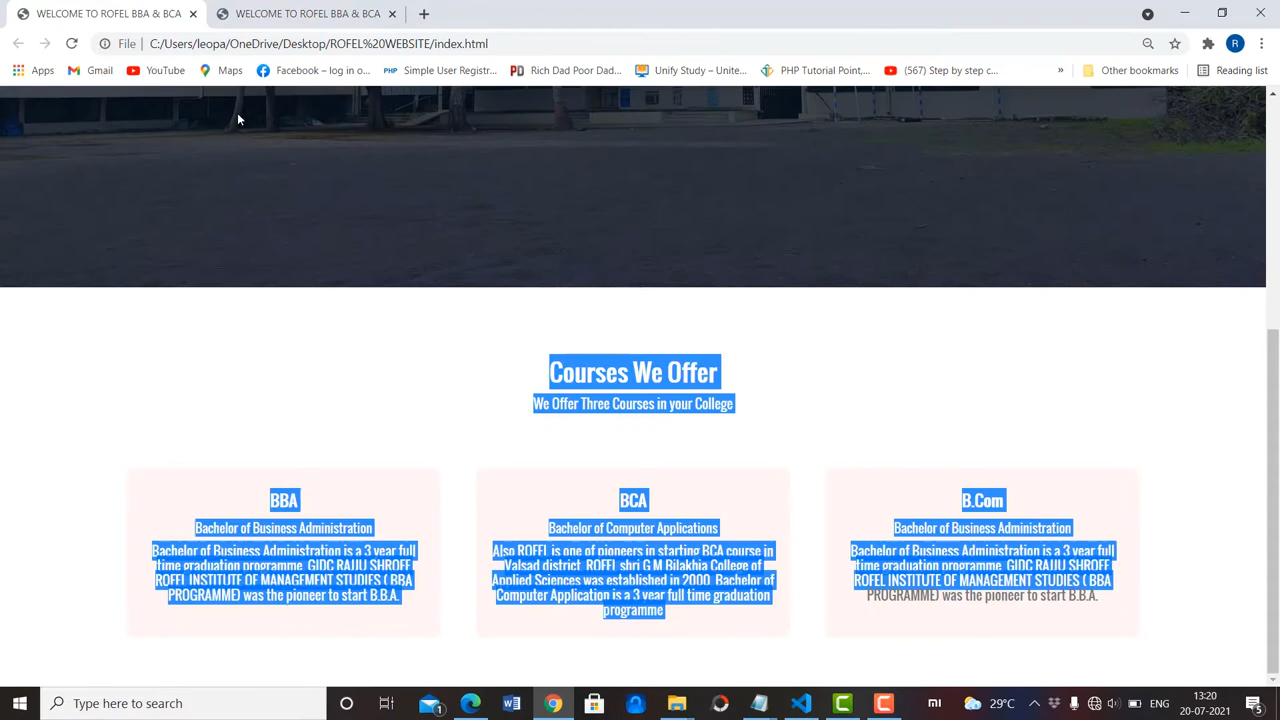 WELCOME TO ROFEL BBA & BCA
WELCOME TO ROFEL BBA & BCA
File
C:/Users/leopa/OneDrive/Desktop/ROFEL%20WEBSITE/index.html
R
Apps
Gmail
YouTube
Maps
Facebook – log in o...
PHP Simple User Registr...
PD Rich Dad Poor Dad...
Unify Study – Unite...
PHP Tutorial Point,...
(567) Step by step c...
»
Other bookmarks
Reading list
Courses We Offer
We Offer Three Courses in your College
BBA
Bachelor of Business Administration
Bachelor of Business Administration is a 3 year full
time graduation programme. GIDC RAJJU SHROFF
ROFEL INSTITUTE OF MANAGEMENT STUDIES ( BBA
PROGRAMME) was the pioneer to start B.B.A.
BCA
Bachelor of Computer Applications
Also ROFEL is one of pioneers in starting BCA course in
Valsad district. ROFEL shri G.M Bilakhia College of
Applied Sciences was established in 2000. Bachelor of
Computer Application is a 3 year full time graduation
programme
B.Com
Bachelor of Business Administration
Bachelor of Business Administration is a 3 year full
time graduation programme. GIDC RAJJU SHROFF
ROFEL INSTITUTE OF MANAGEMENT STUDIES ( BBA
PROGRAMME) was the pioneer to start B.B.A.
Type here to search
1
29°C
13:20
20-07-2021
5